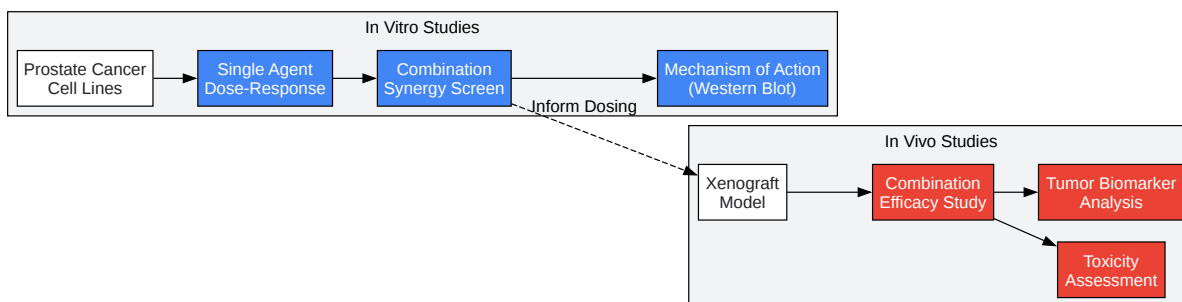 In Vitro Studies
Prostate Cancer
Cell Lines
Single Agent
Dose-Response
Combination
Synergy Screen
Mechanism of Action
(Western Blot)
Inform Dosing
In Vivo Studies
Xenograft
Model
Combination
Efficacy Study
Tumor Biomarker
Analysis
Toxicity
Assessment